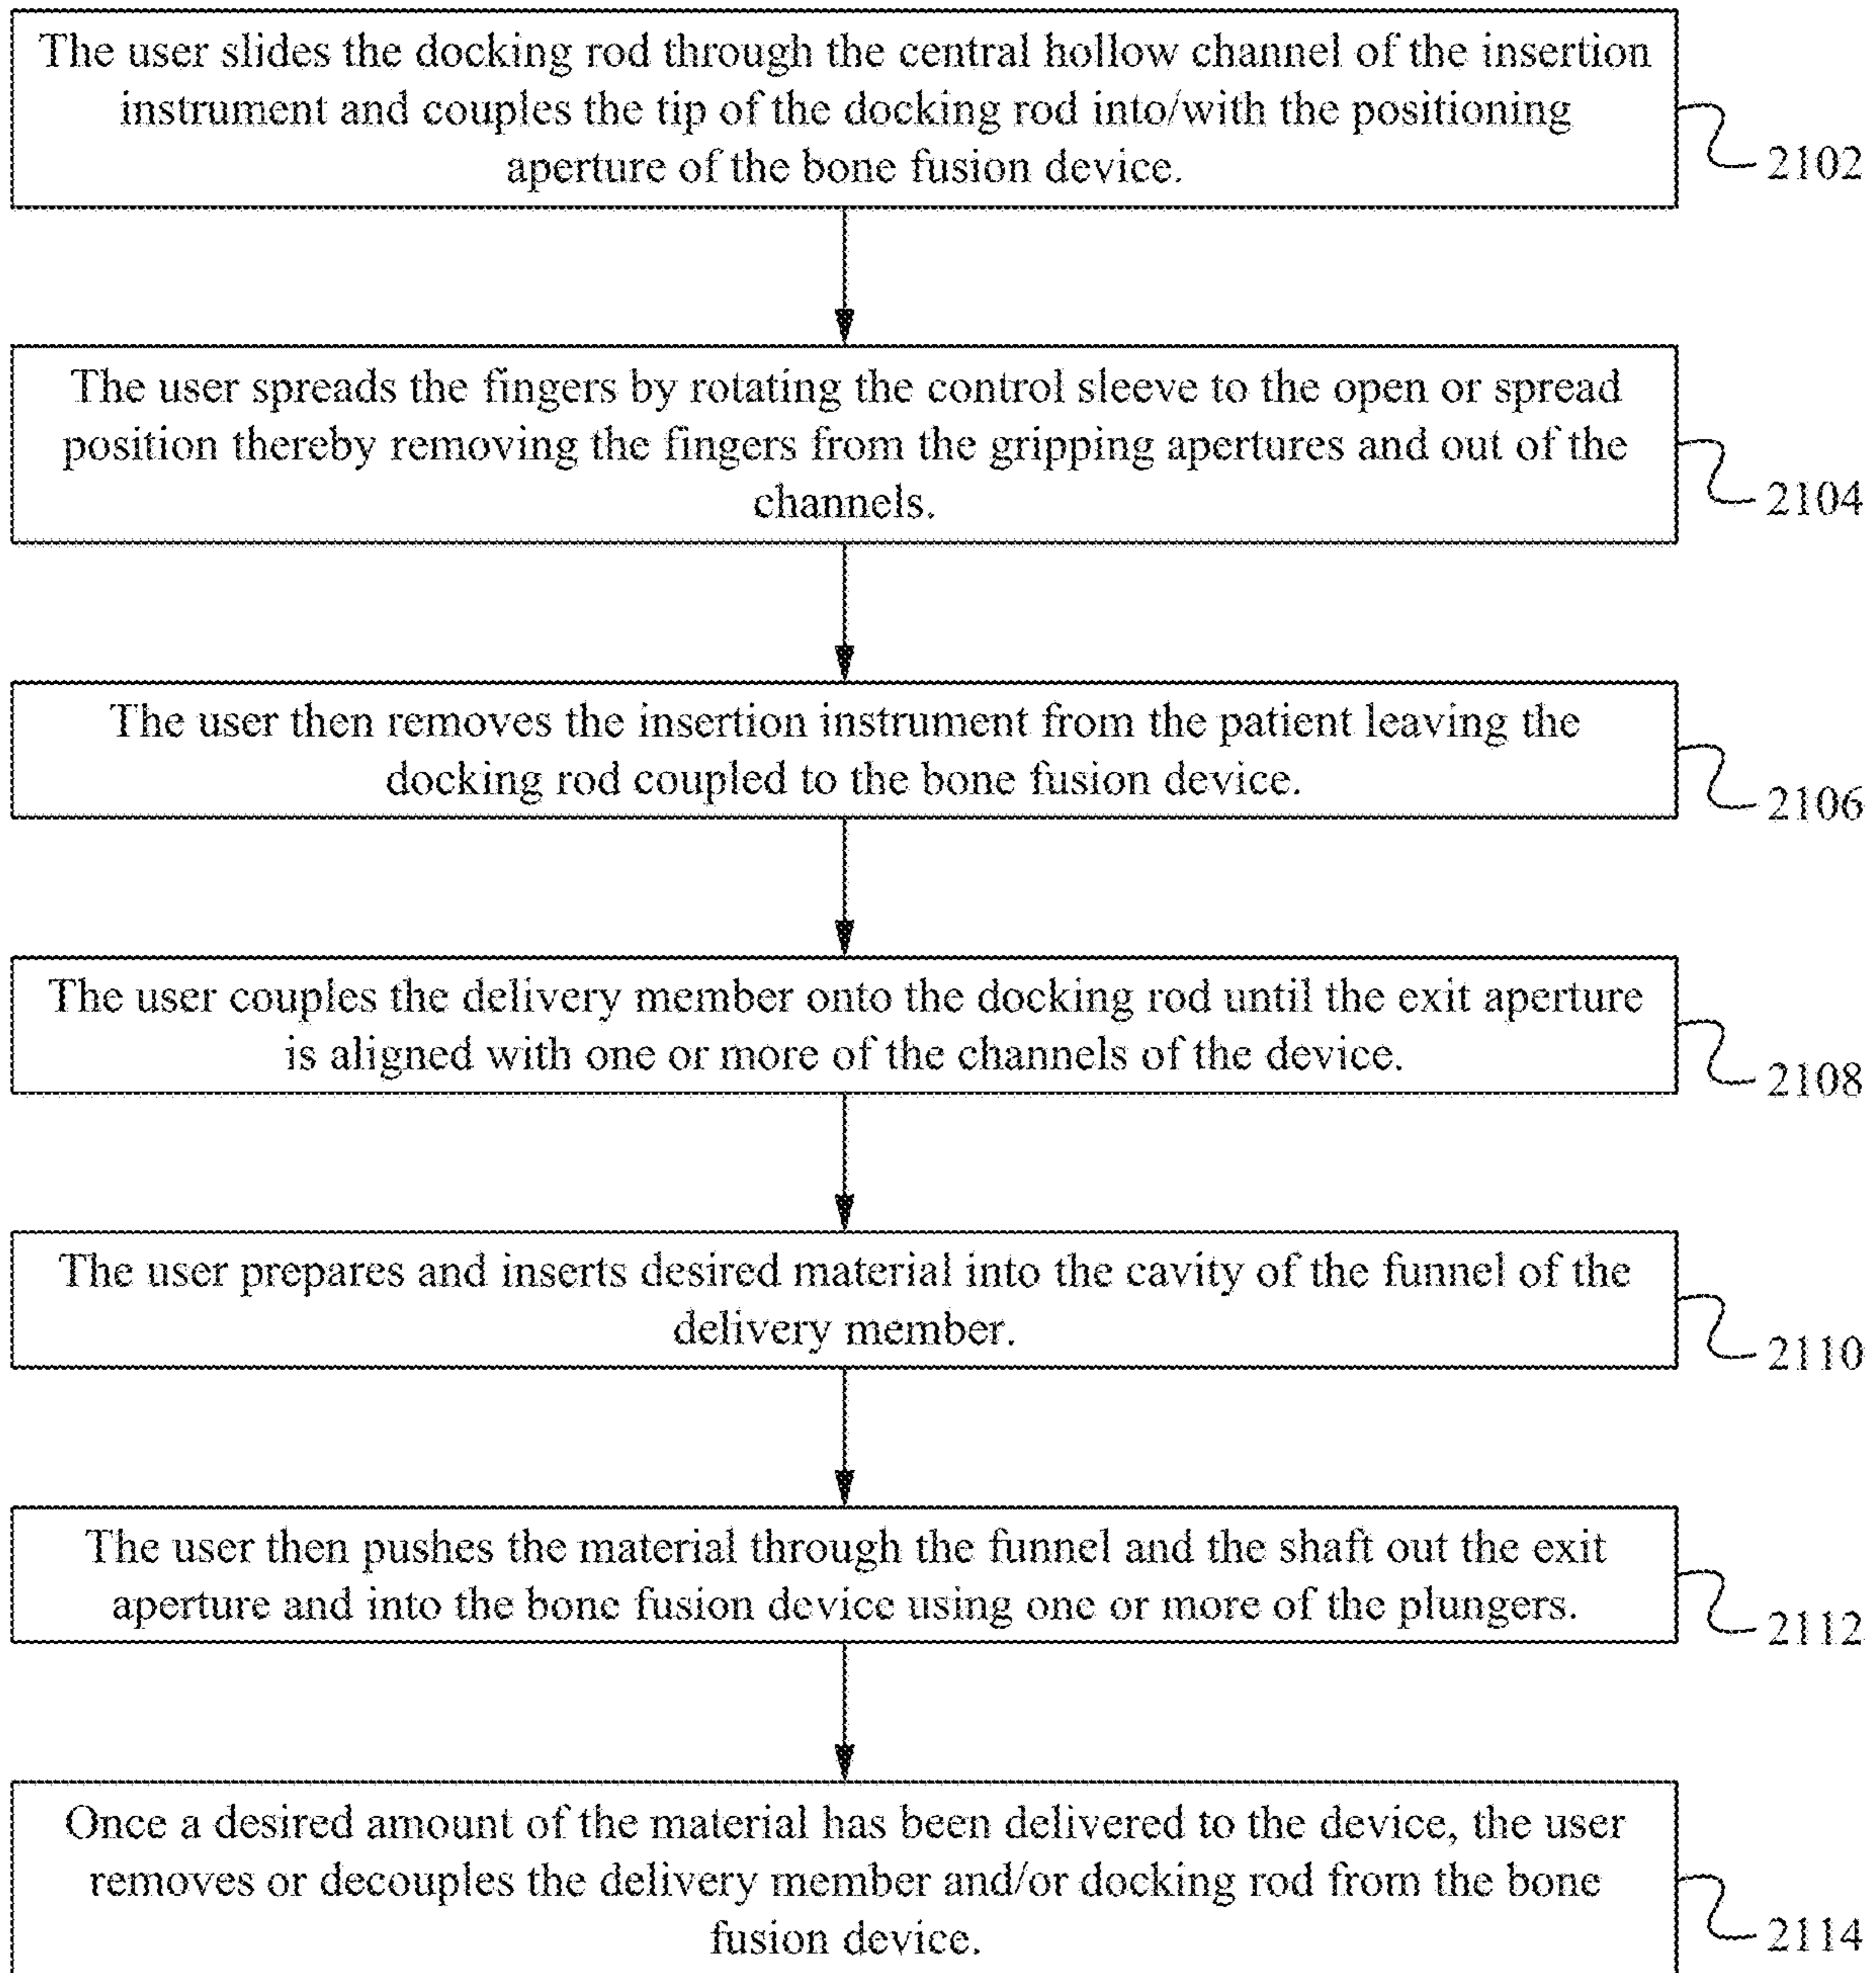 The user slides the docking rod through the central hollow channel of the insertion
instrument and couples the tip of the docking rod into/with the positioning
aperture of the bone fusion device.
2102
The user spreads the fingers by rotating the control sleeve to the open or spread
position thereby removing the fingers from the gripping apertures and out of the
channels.
2104
The user then removes the insertion instrument from the patient leaving the
docking rod coupled to the bone fusion device.
2106
The user couples the delivery member onto the docking rod until the exit aperture
is aligned with one or more of the channels of the device.
2108
The user prepares and inserts desired material into the cavity of the funnel of the
delivery member.
2110
The user then pushes the material through the funnel and the shaft out the exit
aperture and into the bone fusion device using one or more of the plungers.
2112
Once a desired amount of the material has been delivered to the device, the user
removes or decouples the delivery member and/or docking rod from the bone
fusion device.
2114